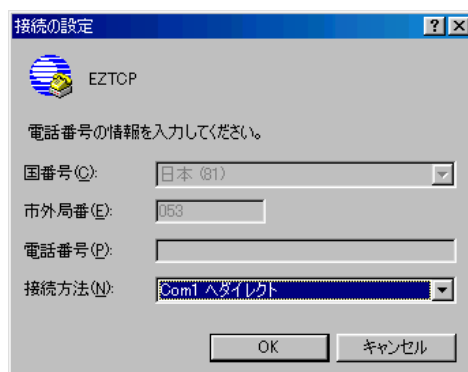 接続の設定
EZTCP
電話番号の情報を入力してください。
国番号(C): 日本 (81)
市外局番(E): 053
電話番号(P):
接続方法(N): Com1 へダイレクト
OK キャンセル